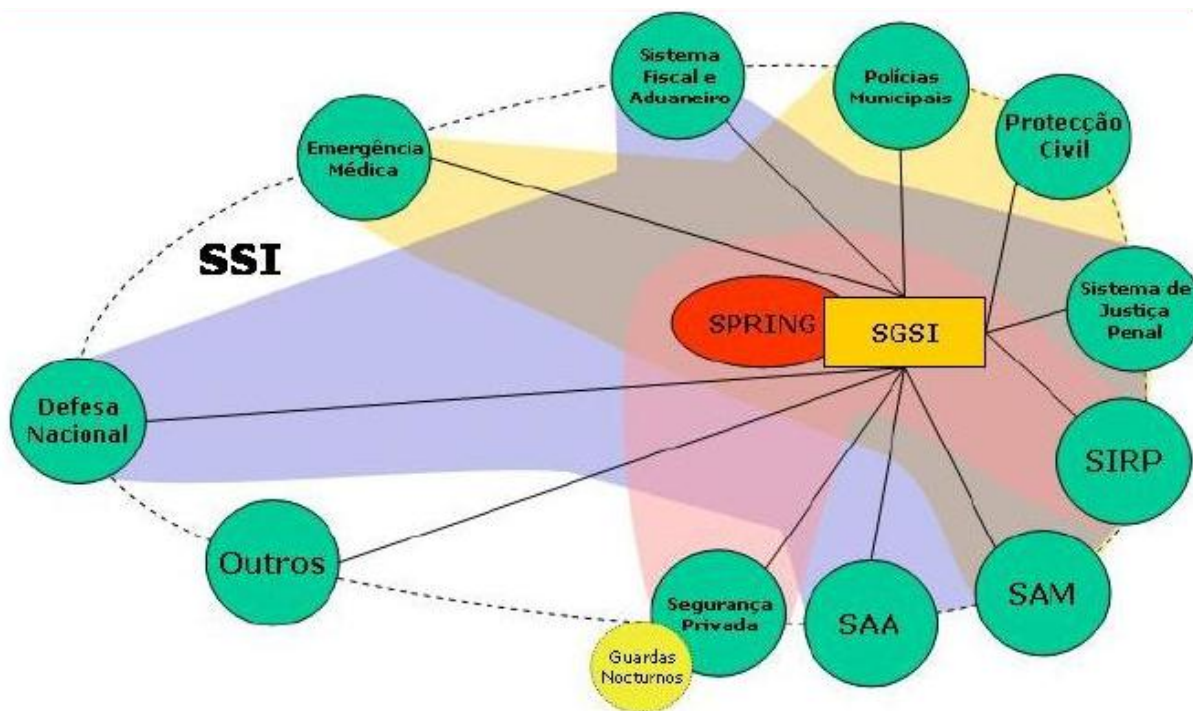 Sistema
Fiscal e
Aduaneiro
Polícias
Municipais
Protecção
Civil
Emergência
Médica
SSI
Sistema de
Justiça
Penal
SPRING
SGSI
Defesa
Nacional
SIRP
Outros
SAM
Segurança
Privada
SAA
Guardas
Nocturnos